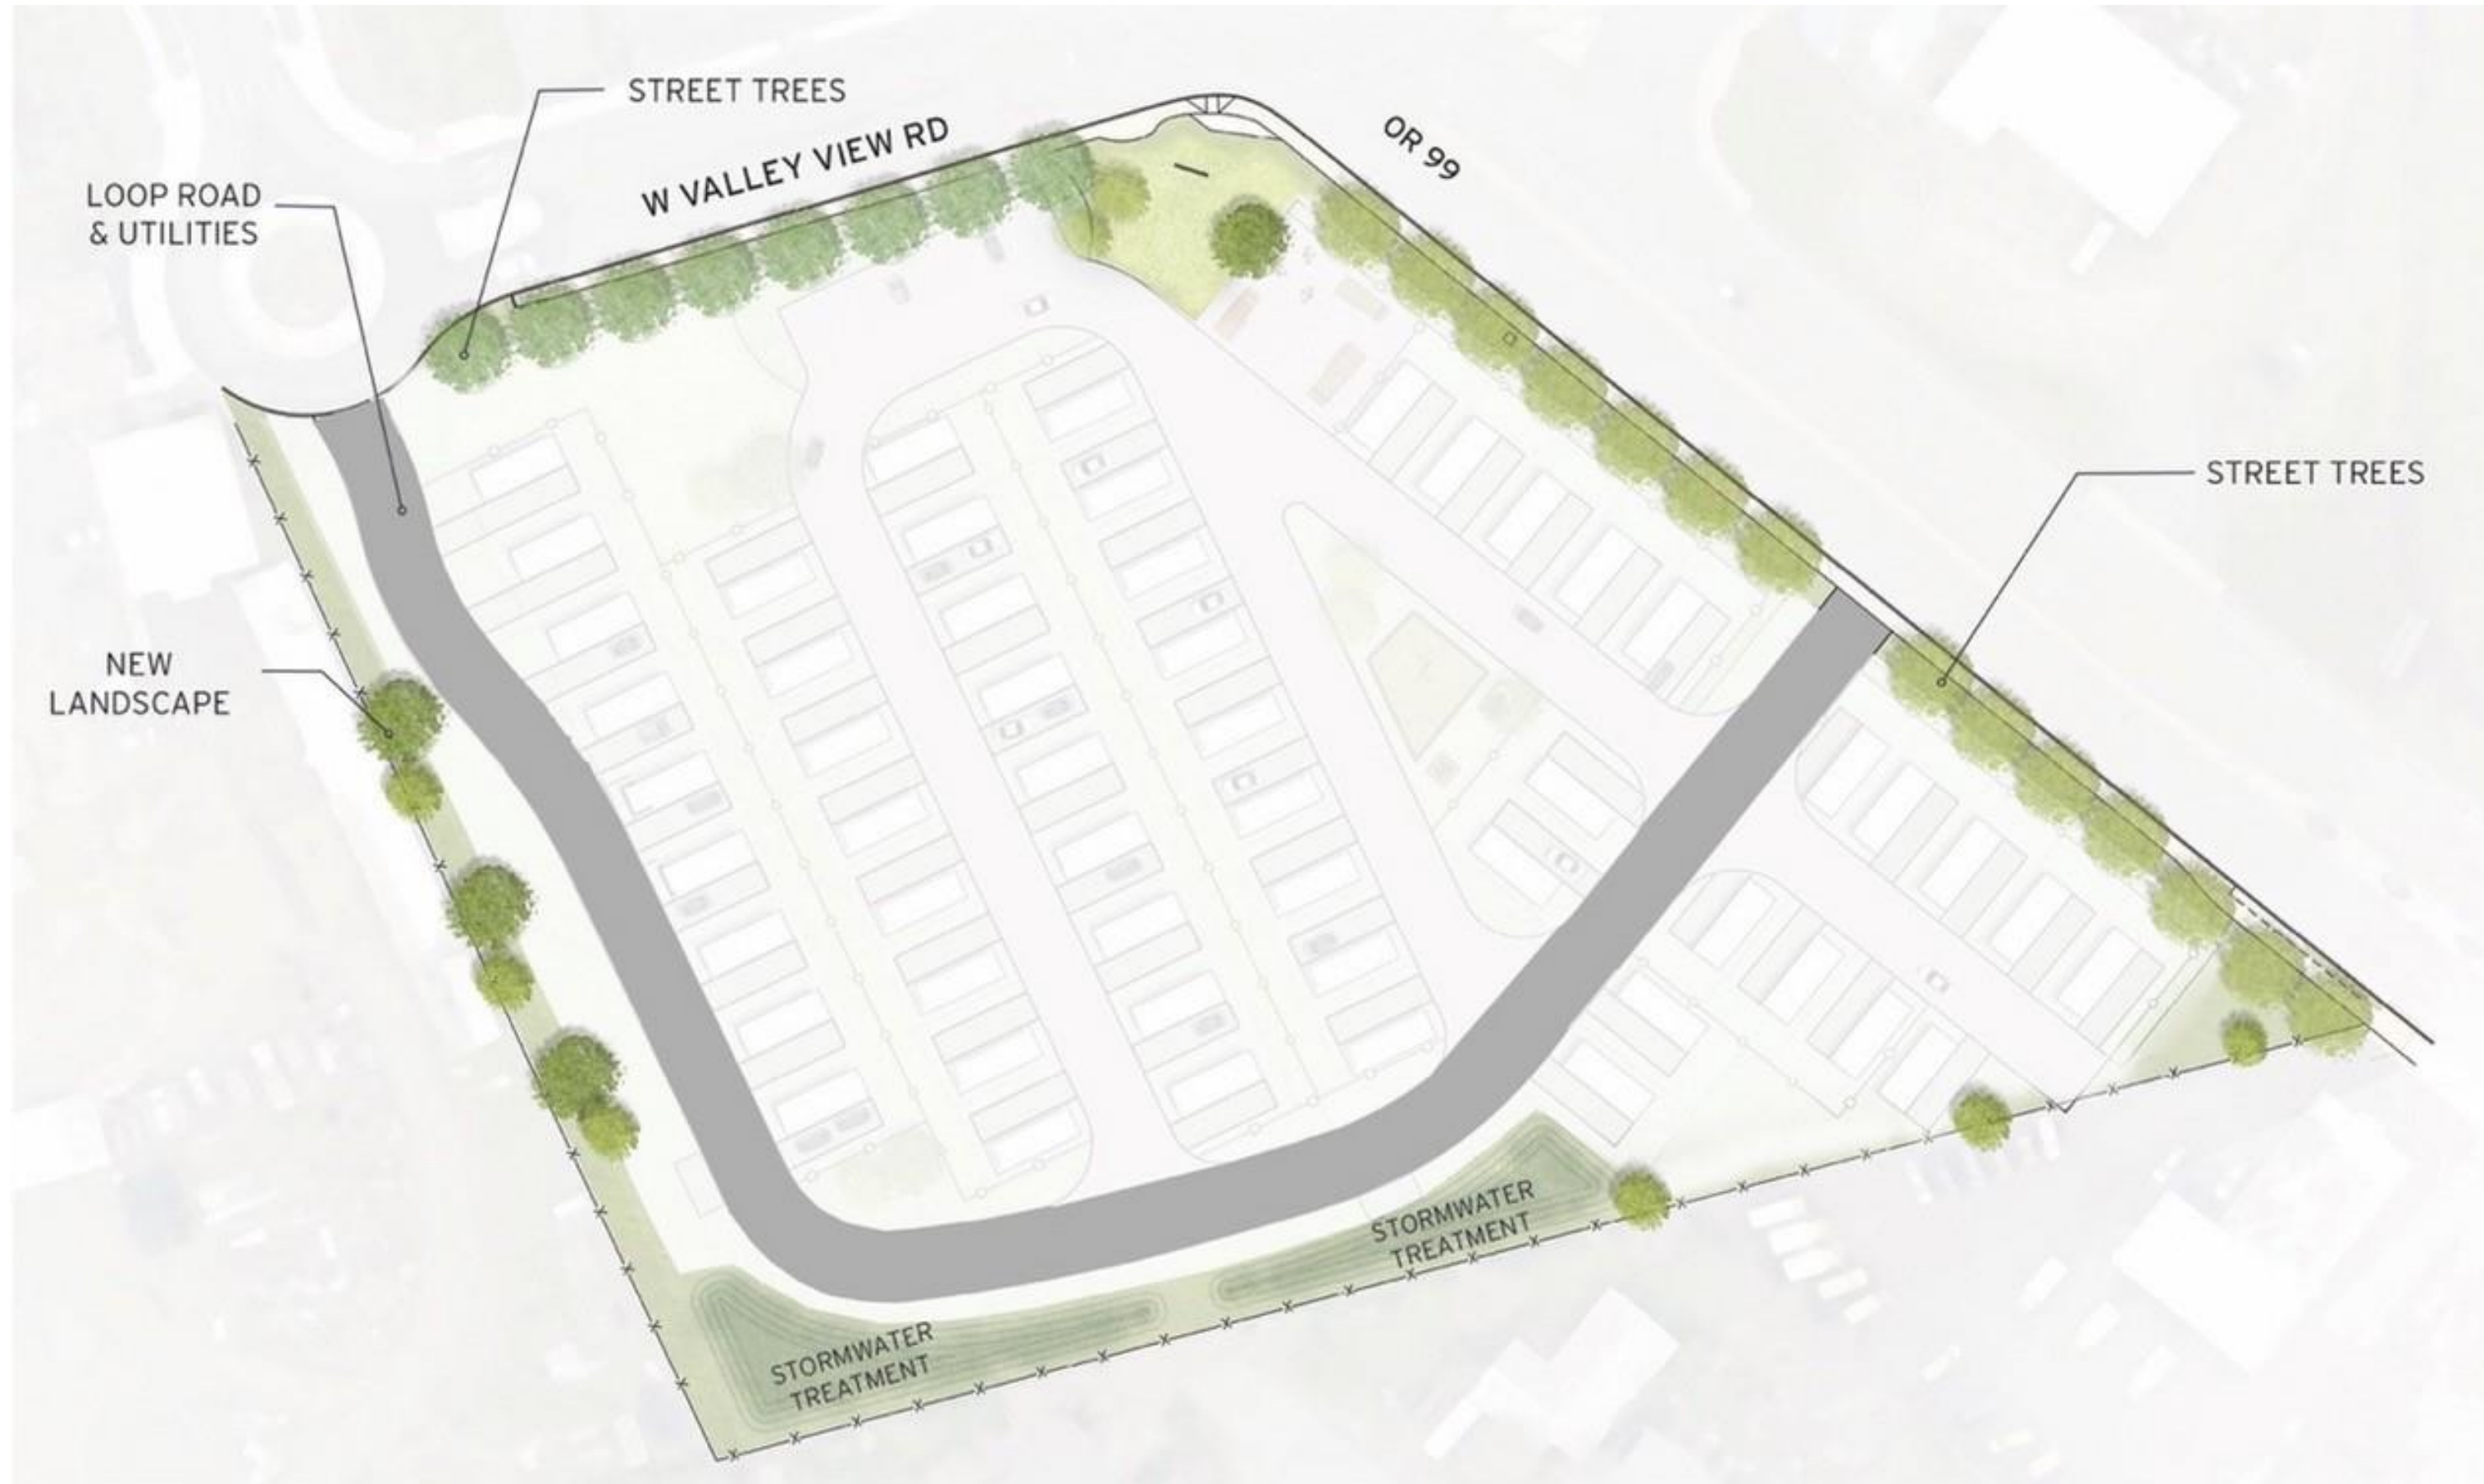 STREET TREES
W VALLEY VIEW RD
OR 99
LOOP ROAD
& UTILITIES
STREET TREES
NEW
LANDSCAPE
STORMWATER
TREATMENT
STORMWATER
TREATMENT